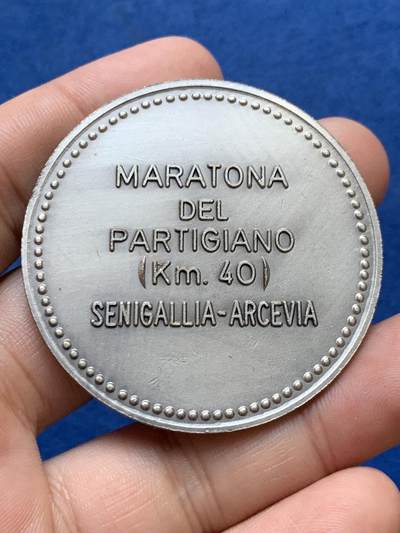 MARATONA
DEL
PARTIGIANO
(Km. 40)
SENIGALLIA-ARCEVIA